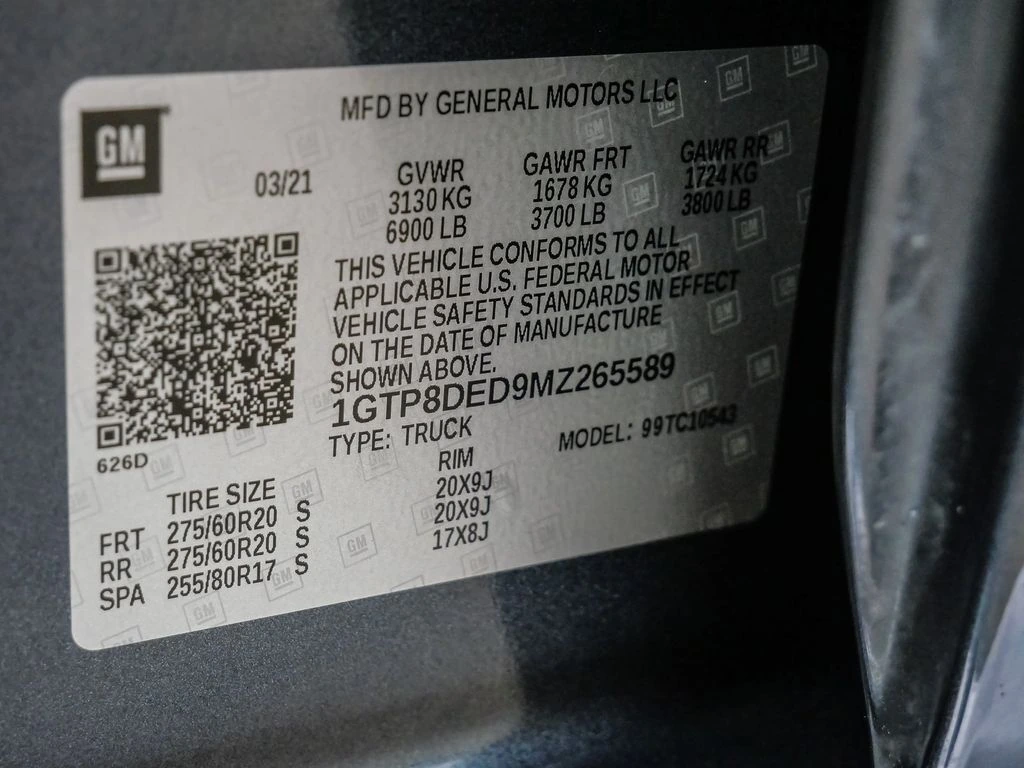 GM
MFD BY GENERAL MOTORS LLC
03/21
GVWR GAWR FRT GAWR RR
3130 KG 1678 KG 1724 KG
6900 LB 3700 LB 3800 LB
THIS VEHICLE CONFORMS TO ALL
APPLICABLE U.S. FEDERAL MOTOR
VEHICLE SAFETY STANDARDS IN EFFECT
ON THE DATE OF MANUFACTURE
SHOWN ABOVE.
1GTP8DED9MZ265589
TYPE: TRUCK MODEL: 99TC10543
626D
TIRE SIZE RIM
FRT 275/60R20 S 20X9J
RR 275/60R20 S 20X9J
SPA 255/80R17 S 17X8J